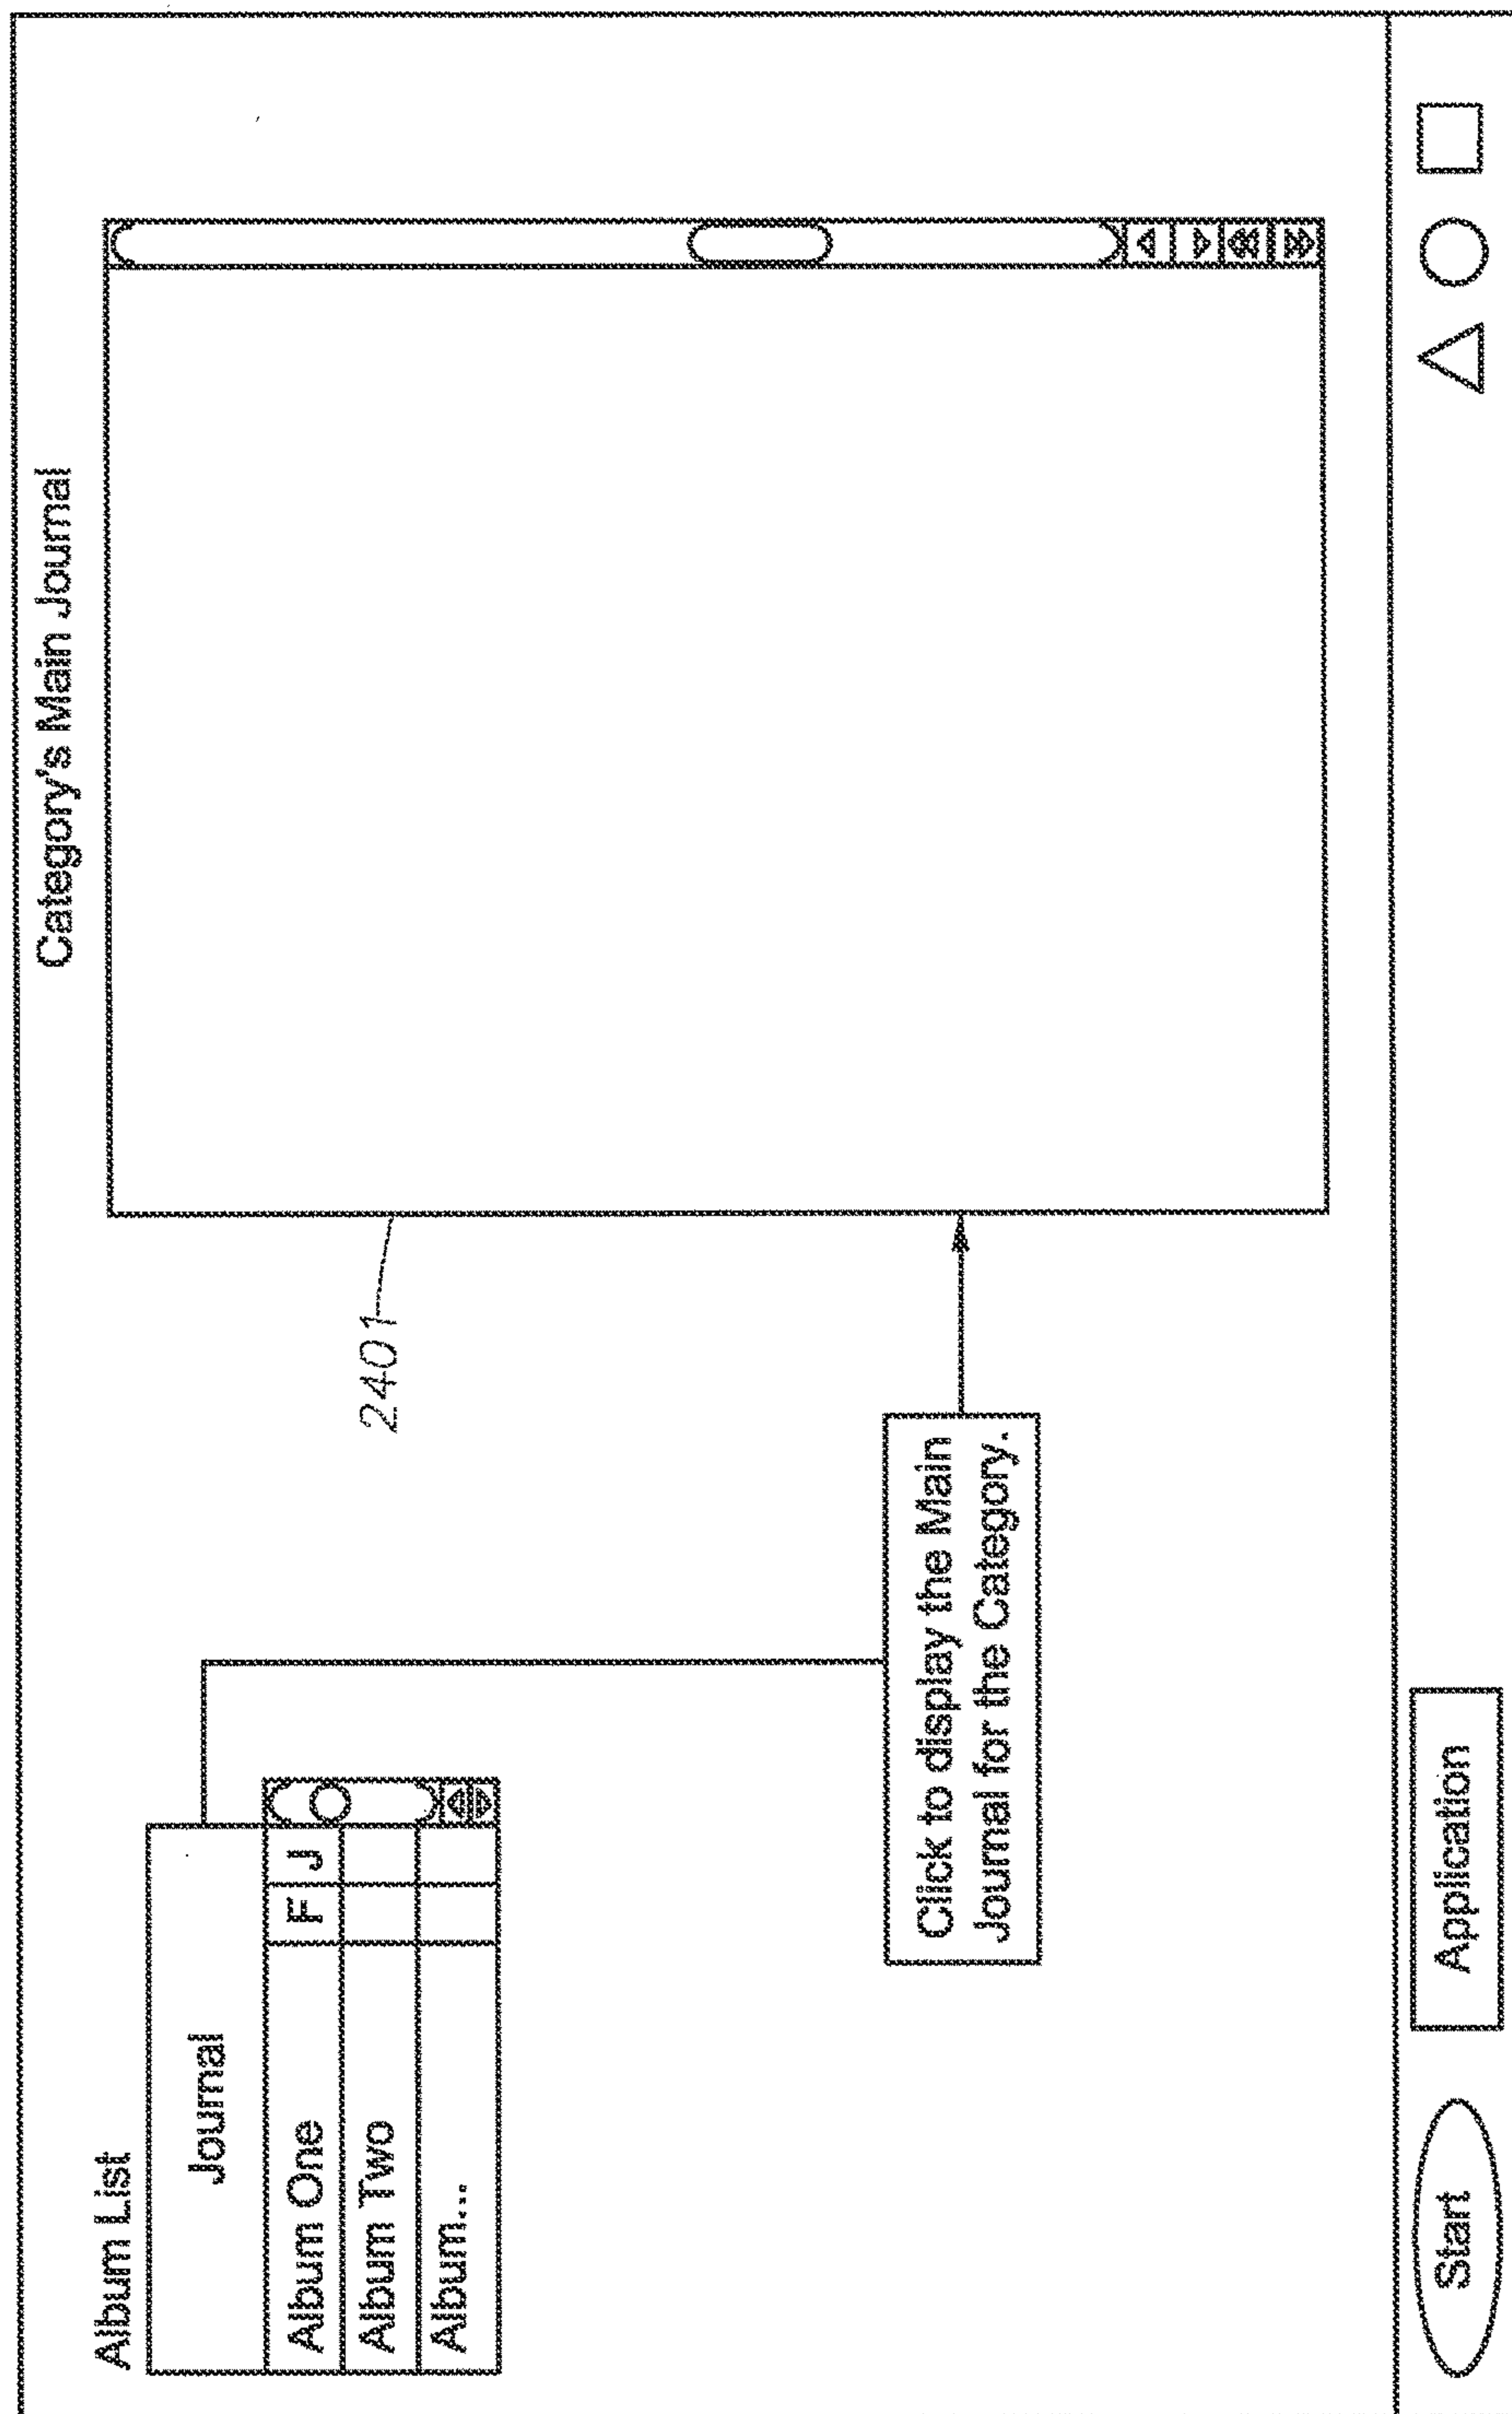 Category's Main Journal
Album List
Journal
Album One F J
Album Two
Album...
2401
Click to display the Main
Journal for the Category.
Start
Application